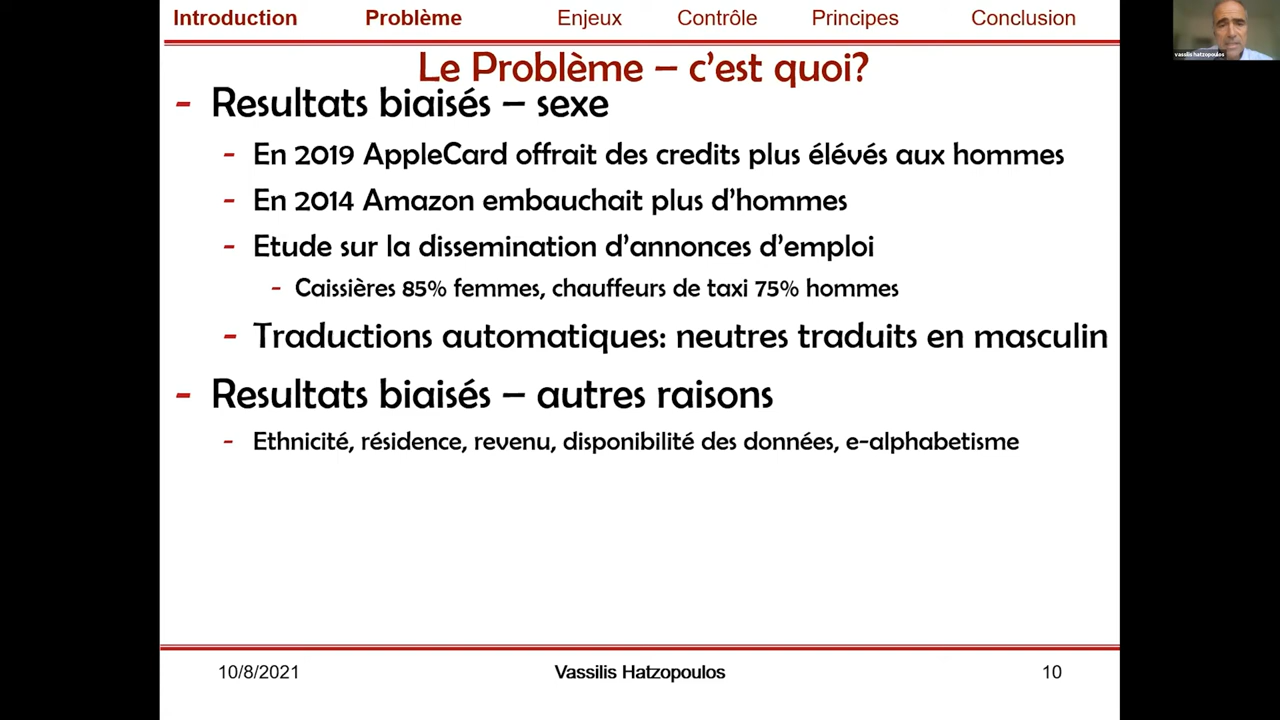 Introduction Problème Enjeux Contrôle Principes Conclusion
vassilis hatzopoulos
Le Problème – c’est quoi?
- Resultats biaisés – sexe
- En 2019 AppleCard offrait des credits plus élévés aux hommes
- En 2014 Amazon embauchait plus d’hommes
- Etude sur la dissemination d’annonces d’emploi
- Caissières 85% femmes, chauffeurs de taxi 75% hommes
- Traductions automatiques: neutres traduits en masculin
- Resultats biaisés – autres raisons
- Ethnicité, résidence, revenu, disponibilité des données, e-alphabetisme
10/8/2021 Vassilis Hatzopoulos 10